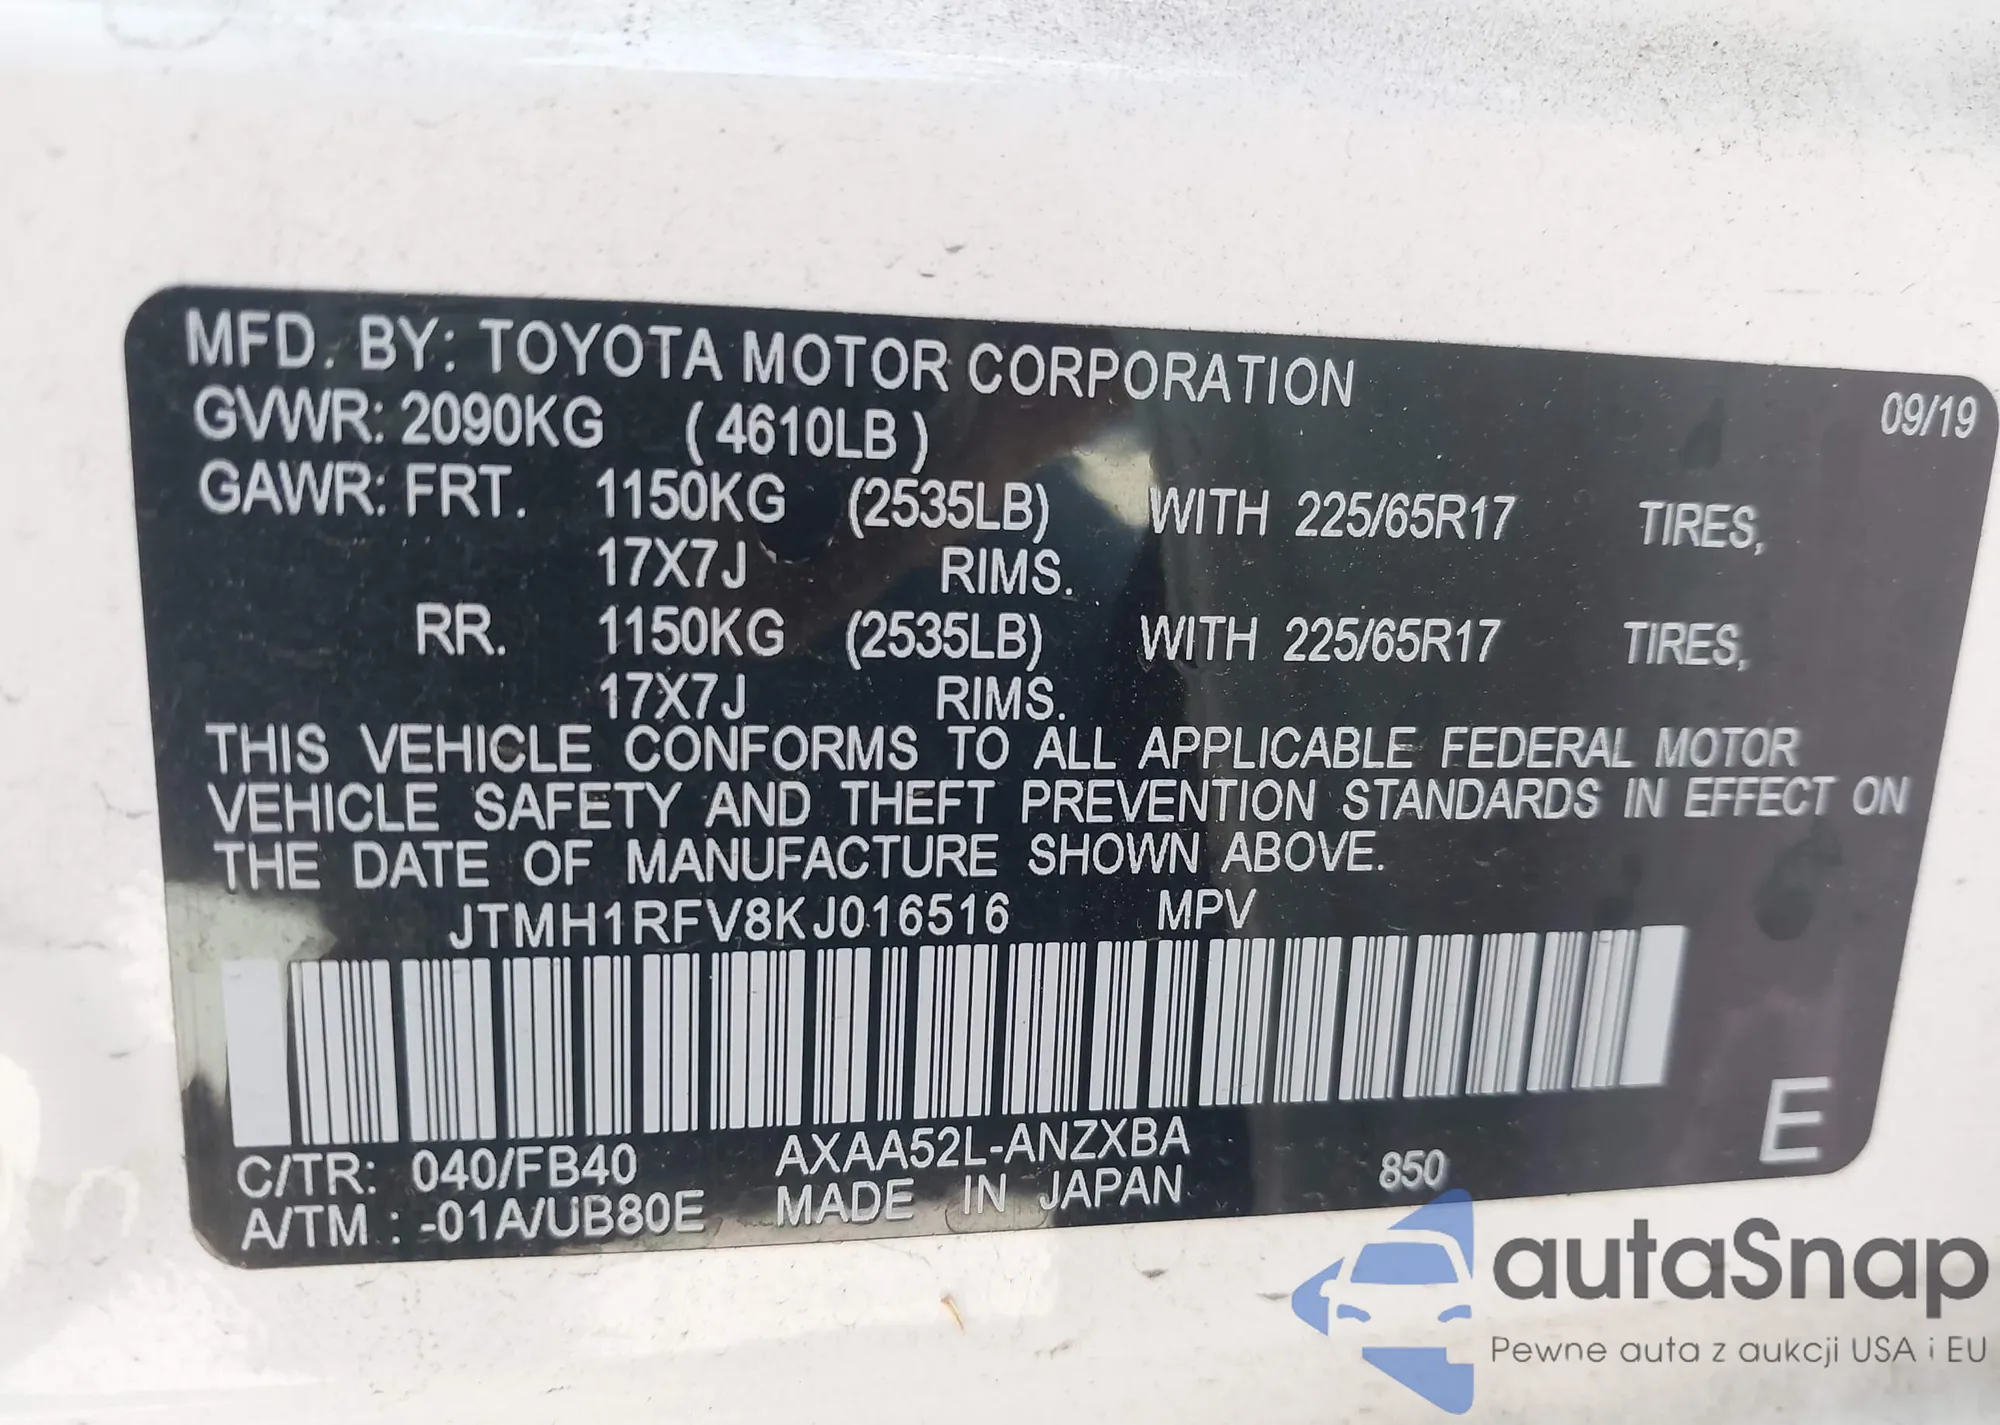 MFD. BY: TOYOTA MOTOR CORPORATION 09/19
GVWR: 2090KG (4610LB)
GAWR: FRT. 1150KG (2535LB) WITH 225/65R17 TIRES,
17X7J RIMS.
RR. 1150KG (2535LB) WITH 225/65R17 TIRES,
17X7J RIMS.
THIS VEHICLE CONFORMS TO ALL APPLICABLE FEDERAL MOTOR
VEHICLE SAFETY AND THEFT PREVENTION STANDARDS IN EFFECT ON
THE DATE OF MANUFACTURE SHOWN ABOVE.
JTMH1RFV8KJ016516 MPV
C/TR: 040/FB40 AXAA52L-ANZXBA 850 E
A/TM : -01A/UB80E MADE IN JAPAN
autaSnap
Pewne auta z aukcji USA i EU